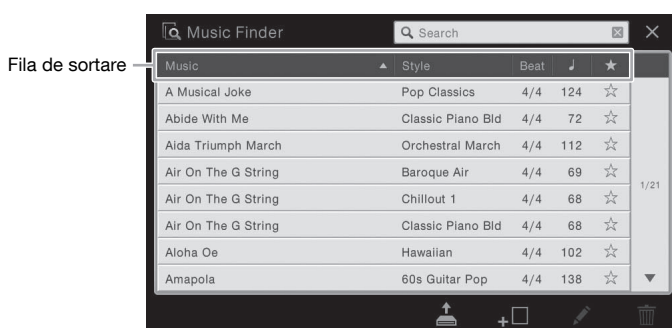 Music Finder
Search
Fila de sortare
Music Style Beat ♩ ★
A Musical Joke Pop Classics 4/4 124 ☆
Abide With Me Classic Piano Bld 4/4 72 ☆
Aida Triumph March Orchestral March 4/4 112 ☆
Air On The G String Baroque Air 4/4 69 ☆
Air On The G String Chillout 1 4/4 68 ☆
Air On The G String Classic Piano Bld 4/4 68 ☆
Aloha Oe Hawaiian 4/4 102 ☆
Amapola 60s Guitar Pop 4/4 138 ☆
1/21